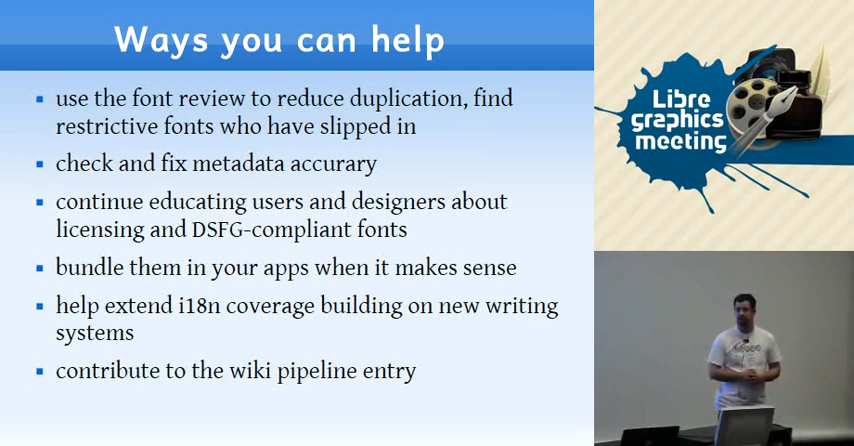 Ways you can help
use the font review to reduce duplication, find
restrictive fonts who have slipped in
check and fix metadata accurary
continue educating users and designers about
licensing and DSFG-compliant fonts
bundle them in your apps when it makes sense
help extend i18n coverage building on new writing
systems
contribute to the wiki pipeline entry
Libre
graphics
meeting